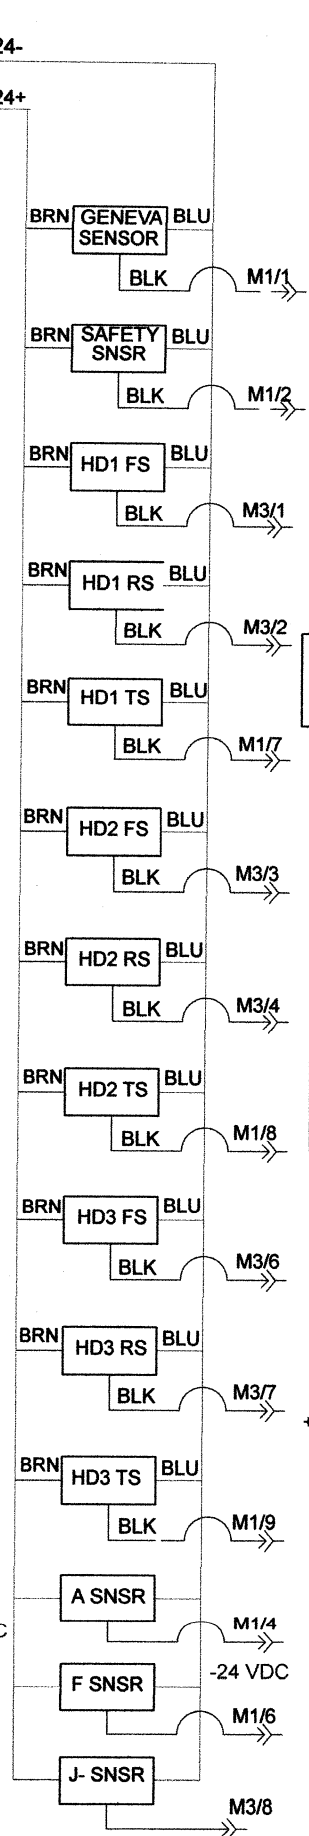 24-
24+
BRN GENEVA SENSOR BLU
BLK M1/1
BRN SAFETY SNSR BLU
BLK M1/2
BRN HD1 FS BLU
BLK M3/1
BRN HD1 RS BLU
BLK M3/2
BRN HD1 TS BLU
BLK M1/7
BRN HD2 FS BLU
BLK M3/3
BRN HD2 RS BLU
BLK M3/4
BRN HD2 TS BLU
BLK M1/8
BRN HD3 FS BLU
BLK M3/6
BRN HD3 RS BLU
BLK M3/7
BRN HD3 TS BLU
BLK M1/9
A SNSR
M1/4
C
-24 VDC
F SNSR
M1/6
J- SNSR
M3/8